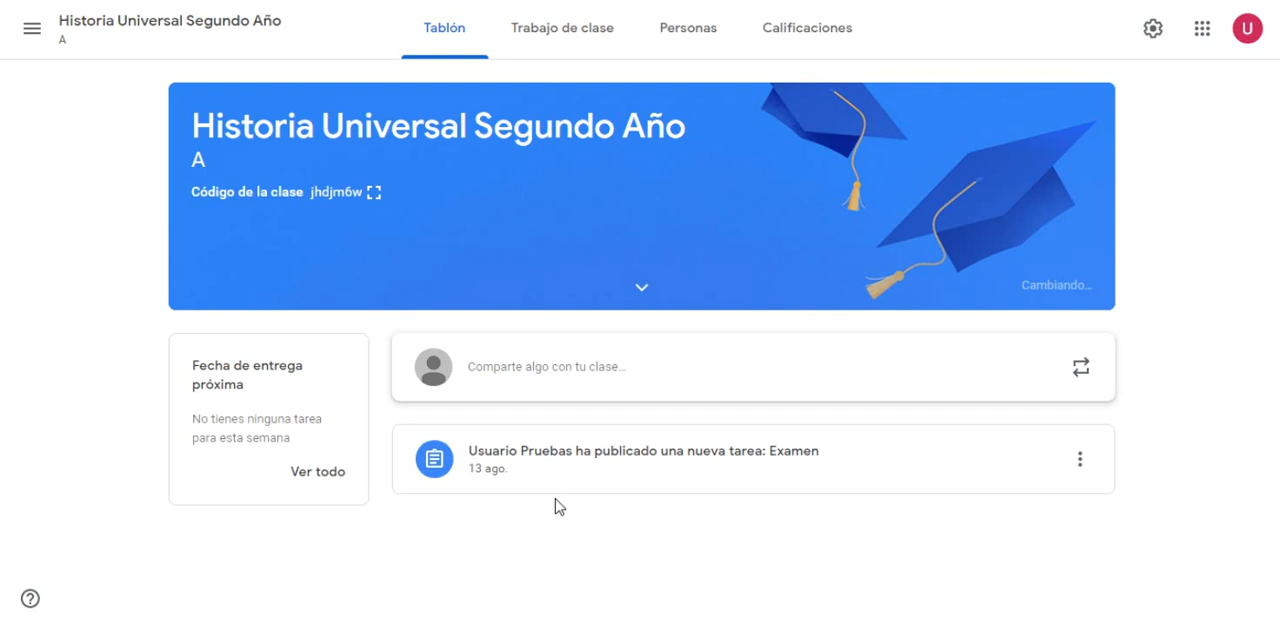 Historia Universal Segundo Año
A
Tablón
Trabajo de clase
Personas
Calificaciones
U
Historia Universal Segundo Año
A
Código de la clase jhdjm6w
Cambiando...
Fecha de entrega
próxima
No tienes ninguna tarea
para esta semana
Ver todo
Comparte algo con tu clase...
Usuario Pruebas ha publicado una nueva tarea: Examen
13 ago.